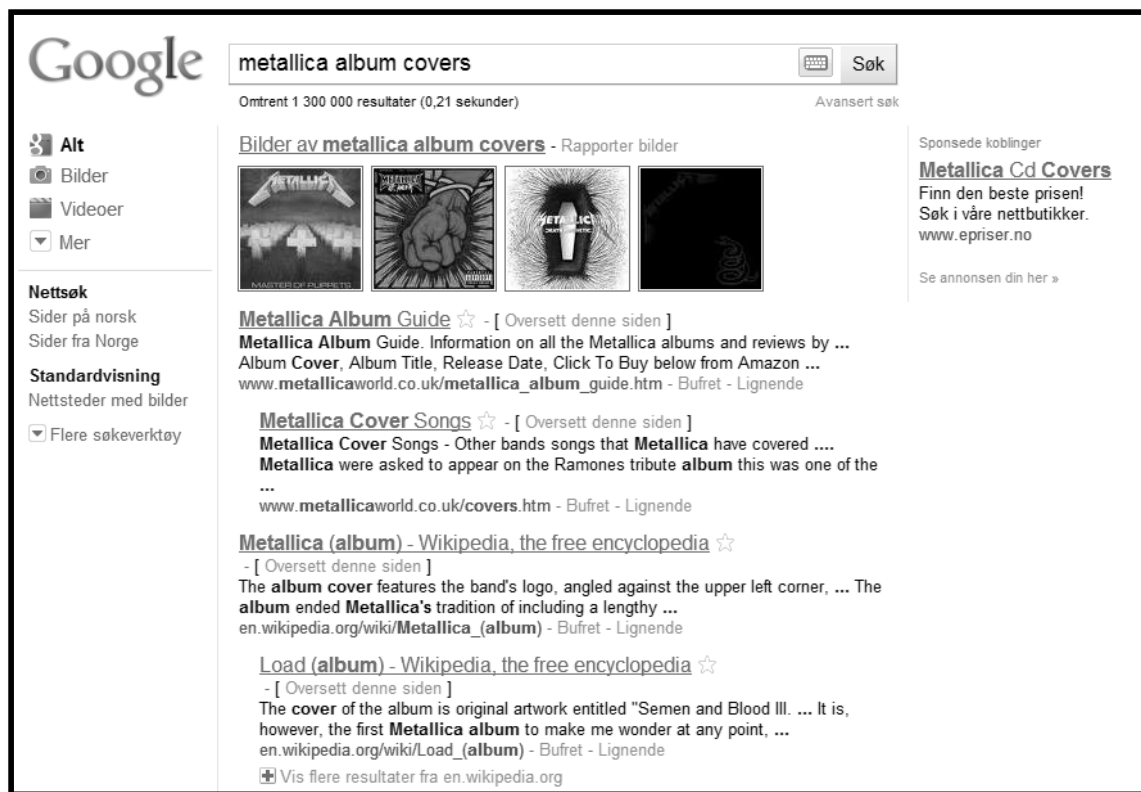 Google
metallica album covers
Søk
Omtrent 1 300 000 resultater (0,21 sekunder)
Avansert søk
Alt
Bilder
Videoer
Mer
Nettsøk
Sider på norsk
Sider fra Norge
Standardvisning
Nettsteder med bilder
Flere søkeverktøy
Bilder av metallica album covers - Rapporter bilder
METALLICA
MASTER OF PUPPETS
METALLICA
METALLICA
DEATH MAGNETIC
Metallica Album Guide - [ Oversett denne siden ]
Metallica Album Guide. Information on all the Metallica albums and reviews by ...
Album Cover, Album Title, Release Date, Click To Buy below from Amazon ...
www.metallicaworld.co.uk/metallica_album_guide.htm - Bufret - Lignende
Metallica Cover Songs - [ Oversett denne siden ]
Metallica Cover Songs - Other bands songs that Metallica have covered ....
Metallica were asked to appear on the Ramones tribute album this was one of the
...
www.metallicaworld.co.uk/covers.htm - Bufret - Lignende
Metallica (album) - Wikipedia, the free encyclopedia
- [ Oversett denne siden ]
The album cover features the band's logo, angled against the upper left corner, ... The
album ended Metallica's tradition of including a lengthy ...
en.wikipedia.org/wiki/Metallica_(album) - Bufret - Lignende
Load (album) - Wikipedia, the free encyclopedia
- [ Oversett denne siden ]
The cover of the album is original artwork entitled "Semen and Blood III. ... It is,
however, the first Metallica album to make me wonder at any point, ...
en.wikipedia.org/wiki/Load_(album) - Bufret - Lignende
Vis flere resultater fra en.wikipedia.org
Sponsede koblinger
Metallica Cd Covers
Finn den beste prisen!
Søk i våre nettbutikker.
www.epriser.no
Se annonsen din her »